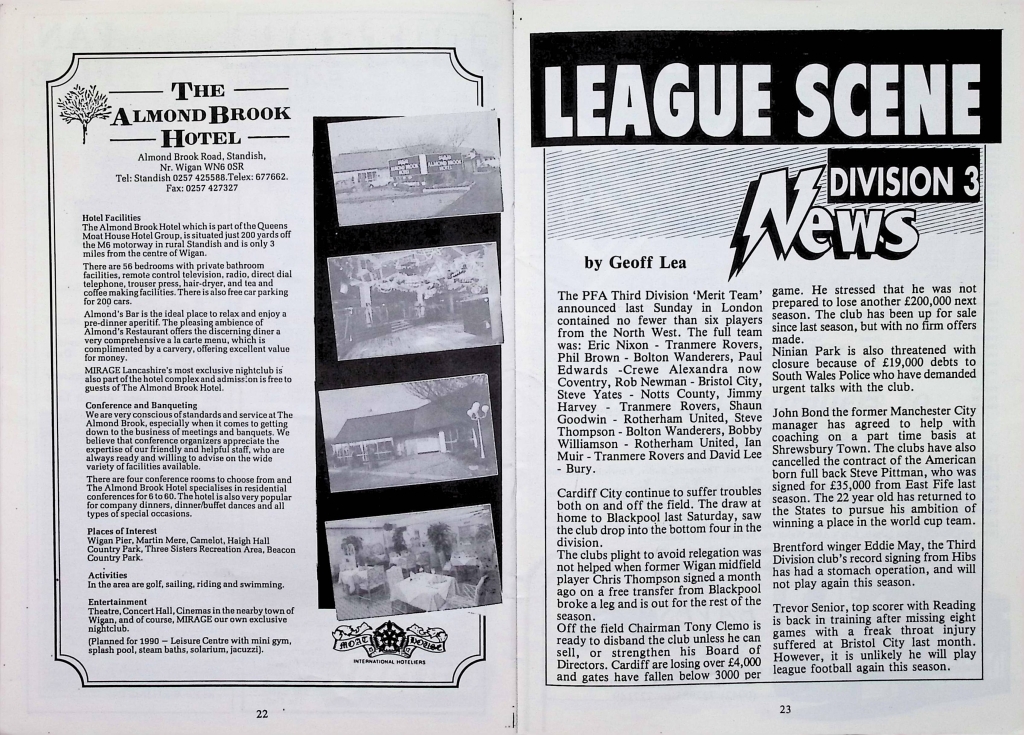 THE
ALMOND BROOK
HOTEL
Almond Brook Road, Standish,
Nr. Wigan WN6 0SR
Tel: Standish 0257 425588.Telex: 677662.
Fax: 0257 427327
Hotel Facilities
The Almond Brook Hotel which is part of the Queens
Moat House Hotel Group, is situated just 200 yards off
the M6 motorway in rural Standish and is only 3
miles from the centre of Wigan.
There are 56 bedrooms with private bathroom
facilities, remote control television, radio, direct dial
telephone, trouser press, hair-dryer, and tea and
coffee making facilities. There is also free car parking
for 200 cars.
Almond's Bar is the ideal place to relax and enjoy a
pre-dinner aperitif. The pleasing ambience of
Almond's Restaurant offers the discerning diner a
very comprehensive a la carte menu, which is
complimented by a carvery, offering excellent value
for money.
MIRAGE Lancashire's most exclusive nightclub is
also part of the hotel complex and admission is free to
guests of The Almond Brook Hotel.
Conference and Banqueting
We are very conscious of standards and service at The
Almond Brook, especially when it comes to getting
down to the business of meetings and banquets. We
believe that conference organizers appreciate the
expertise of our friendly and helpful staff, who are
always ready and willing to advise on the wide
variety of facilities available.
There are four conference rooms to choose from and
The Almond Brook Hotel specialises in residential
conferences for 6 to 60. The hotel is also very popular
for company dinners, dinner/buffet dances and all
types of special occasions.
Places of Interest
Wigan Pier, Martin Mere, Camelot, Haigh Hall
Country Park, Three Sisters Recreation Area, Beacon
Country Park.
Activities
In the area are golf, sailing, riding and swimming.
Entertainment
Theatre, Concert Hall, Cinemas in the nearby town of
Wigan, and of course, MIRAGE our own exclusive
nightclub.
(Planned for 1990 – Leisure Centre with mini gym,
splash pool, steam baths, solarium, jacuzzi).
ALMOND BROOK
MOAT HOUSE
INTERNATIONAL HOTELIERS
22
LEAGUE SCENE
DIVISION 3
News
by Geoff Lea
The PFA Third Division 'Merit Team'
announced last Sunday in London
contained no fewer than six players
from the North West. The full team
was: Eric Nixon - Tranmere Rovers,
Phil Brown - Bolton Wanderers, Paul
Edwards -Crewe Alexandra now
Coventry, Rob Newman - Bristol City,
Steve Yates - Notts County, Jimmy
Harvey - Tranmere Rovers, Shaun
Goodwin - Rotherham United, Steve
Thompson - Bolton Wanderers, Bobby
Williamson - Rotherham United, Ian
Muir - Tranmere Rovers and David Lee
- Bury.
Cardiff City continue to suffer troubles
both on and off the field. The draw at
home to Blackpool last Saturday, saw
the club drop into the bottom four in the
division.
The clubs plight to avoid relegation was
not helped when former Wigan midfield
player Chris Thompson signed a month
ago on a free transfer from Blackpool
broke a leg and is out for the rest of the
season.
Off the field Chairman Tony Clemo is
ready to disband the club unless he can
sell, or strengthen his Board of
Directors. Cardiff are losing over £4,000
and gates have fallen below 3000 per
game. He stressed that he was not
prepared to lose another £200,000 next
season. The club has been up for sale
since last season, but with no firm offers
made.
Ninian Park is also threatened with
closure because of £19,000 debts to
South Wales Police who have demanded
urgent talks with the club.
John Bond the former Manchester City
manager has agreed to help with
coaching on a part time basis at
Shrewsbury Town. The clubs have also
cancelled the contract of the American
born full back Steve Pittman, who was
signed for £35,000 from East Fife last
season. The 22 year old has returned to
the States to pursue his ambition of
winning a place in the world cup team.
Brentford winger Eddie May, the Third
Division club's record signing from Hibs
has had a stomach operation, and will
not play again this season.
Trevor Senior, top scorer with Reading
is back in training after missing eight
games with a freak throat injury
suffered at Bristol City last month.
However, it is unlikely he will play
league football again this season.
23